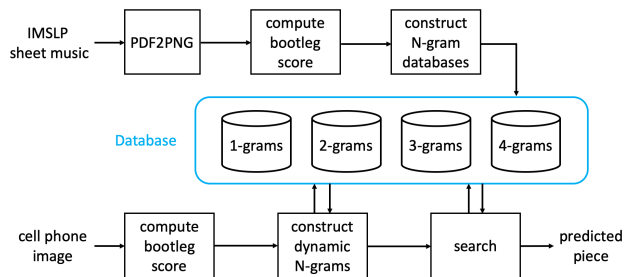 IMSLP
sheet music
PDF2PNG
compute
bootleg
score
construct
N-gram
databases
Database
1-grams
2-grams
3-grams
4-grams
cell phone
image
compute
bootleg
score
construct
dynamic
N-grams
search
predicted
piece